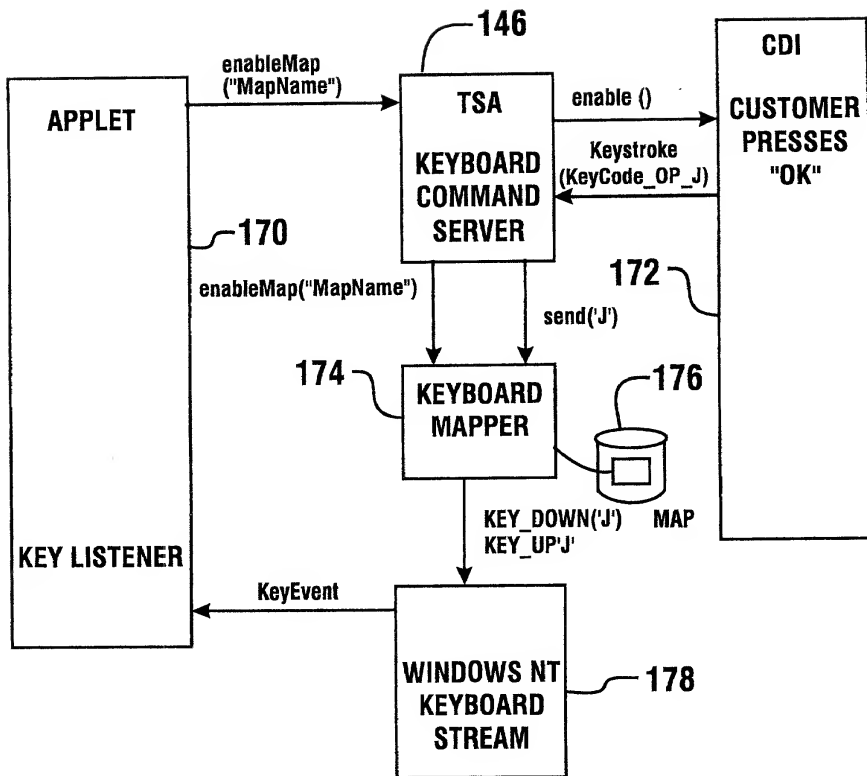 146
enableMap
("MapName")
APPLET
TSA
KEYBOARD
COMMAND
SERVER
enable ()
Keystroke
(KeyCode_OP_J)
CDI
CUSTOMER
PRESSES
"OK"
170
172
enableMap("MapName")
send('J')
174
KEYBOARD
MAPPER
176
KEY_DOWN('J')
KEY_UP'J'
MAP
KEY LISTENER
KeyEvent
WINDOWS NT
KEYBOARD
STREAM
178